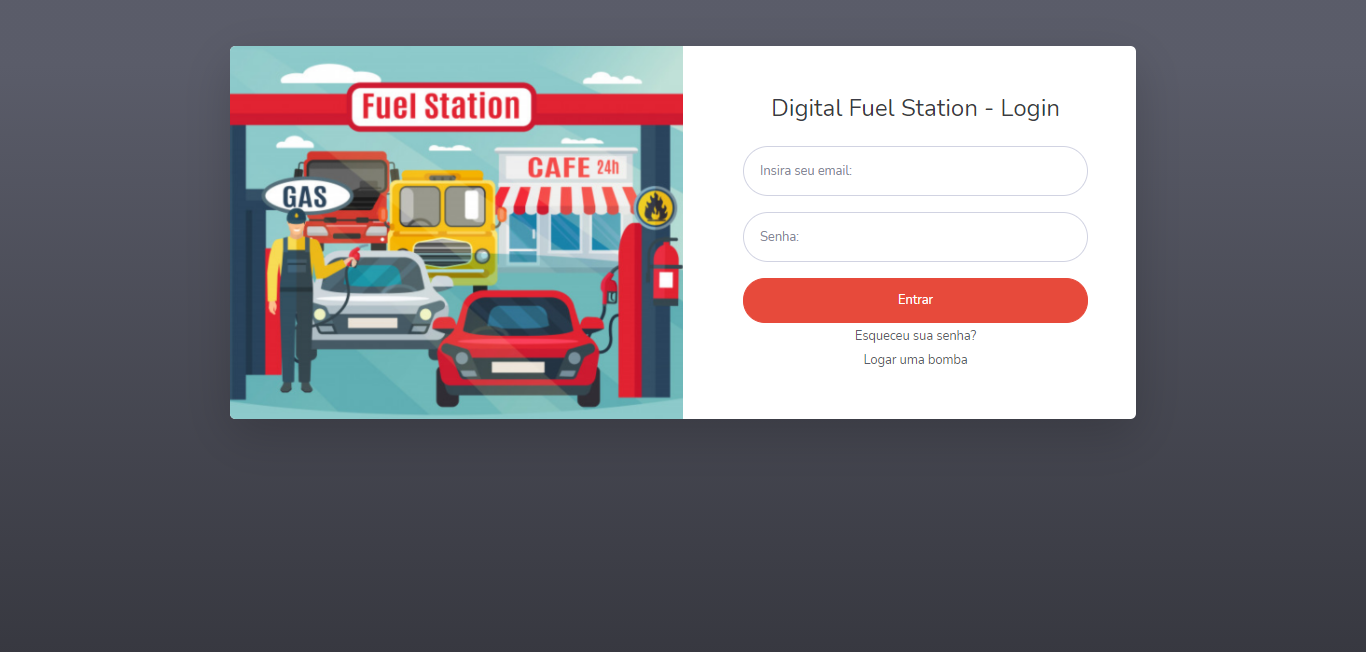 Fuel Station
CAFE 24h
GAS
Digital Fuel Station - Login
Insira seu email:
Senha:
Entrar
Esqueceu sua senha?
Logar uma bomba